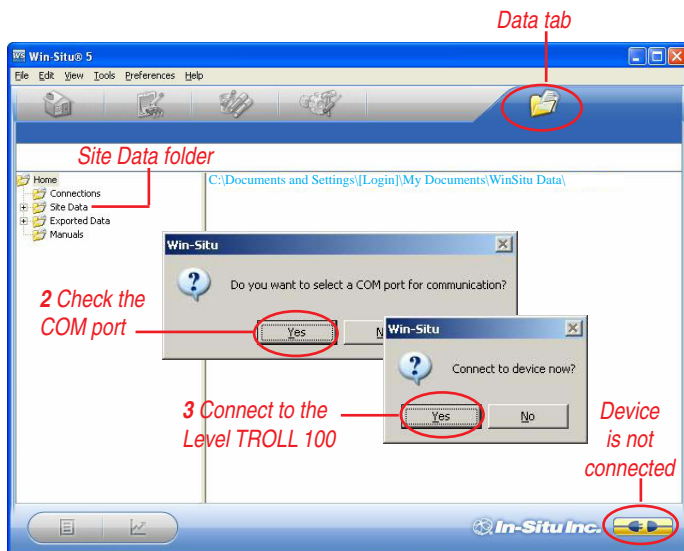 Data tab
Win-Situ® 5
File Edit View Tools Preferences Help
Site Data folder
Home
Connections
Site Data
Exported Data
Manuals
C:\Documents and Settings\[Login]\My Documents\WinSitu Data\
Win-Situ
Do you want to select a COM port for communication?
Yes
2 Check the
COM port
Win-Situ
Connect to device now?
Yes No
3 Connect to the
Level TROLL 100
Device
is not
connected
In-Situ Inc.